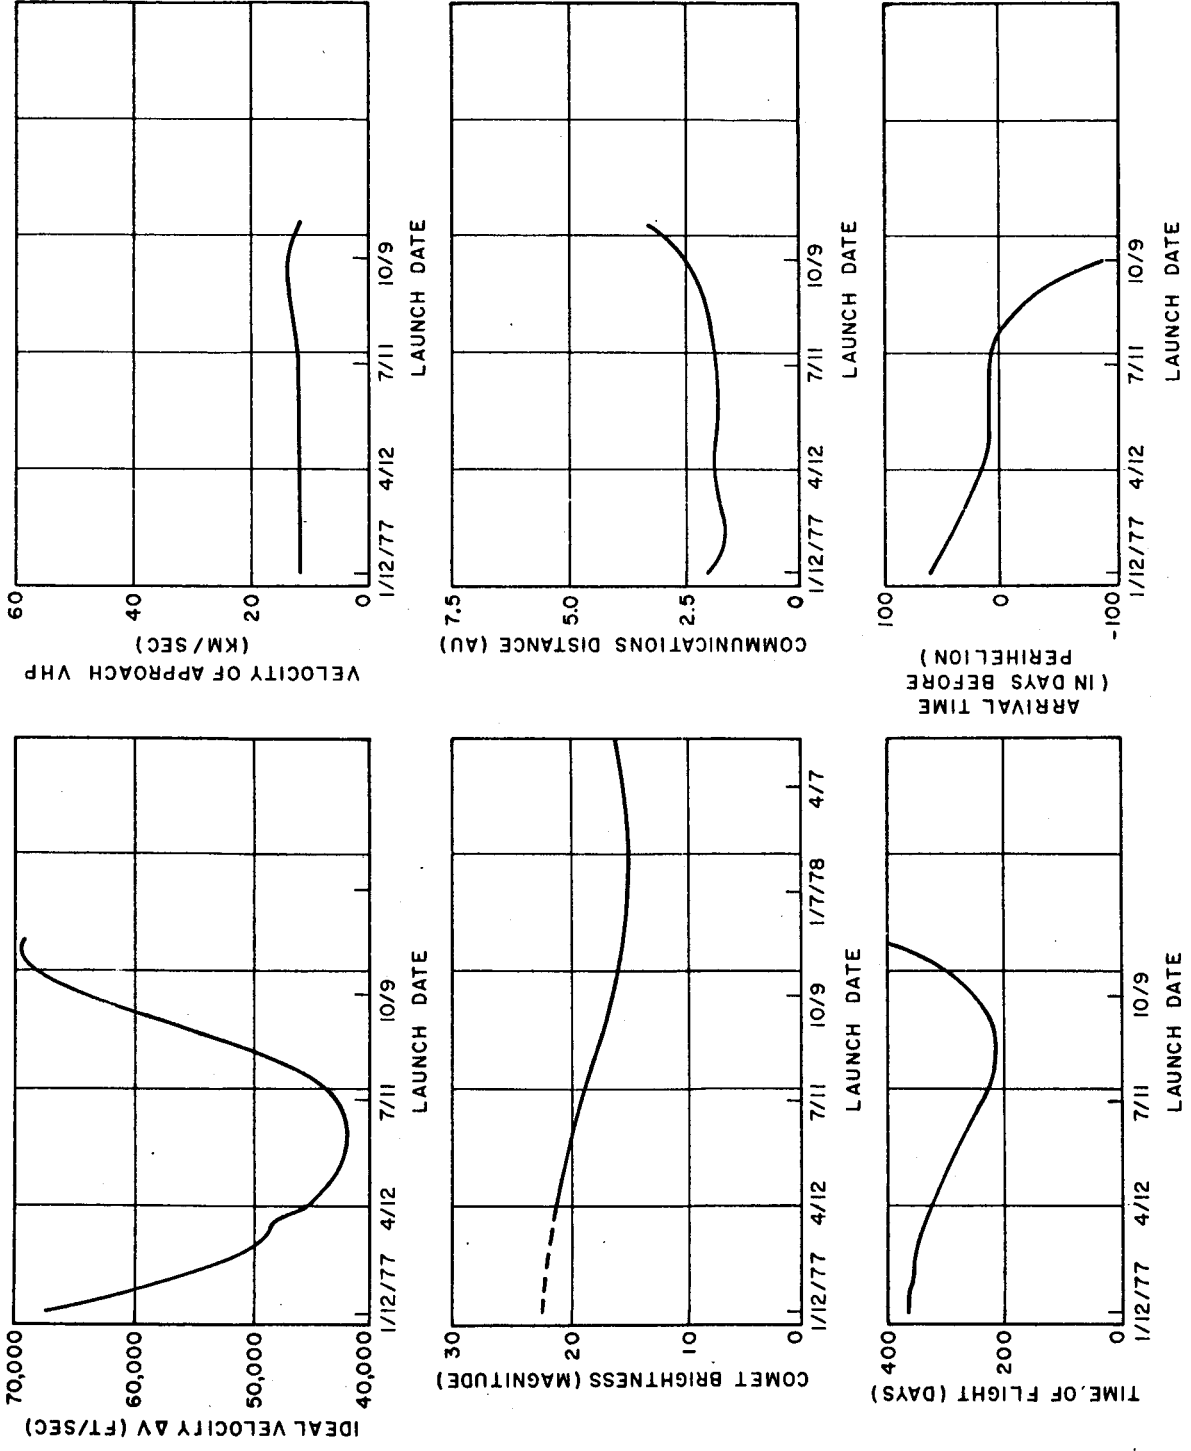 70,000
60,000
50,000
40,000
IDEAL VELOCITY ΔV (FT/SEC)
1/12/77 4/12 7/11 10/9
LAUNCH DATE
60
40
20
0
VELOCITY OF APPROACH VHP
(KM/SEC)
1/12/77 4/12 7/11 10/9
LAUNCH DATE
30
20
10
0
COMET BRIGHTNESS (MAGNITUDE)
1/12/77 4/12 7/11 10/9 1/7/78 4/7
LAUNCH DATE
7.5
5.0
2.5
0
COMMUNICATIONS DISTANCE (AU)
1/12/77 4/12 7/11 10/9
LAUNCH DATE
400
200
0
TIME OF FLIGHT (DAYS)
1/12/77 4/12 7/11 10/9
LAUNCH DATE
100
0
-100
ARRIVAL TIME
(IN DAYS BEFORE
PERIHELION)
1/12/77 4/12 7/11 10/9
LAUNCH DATE